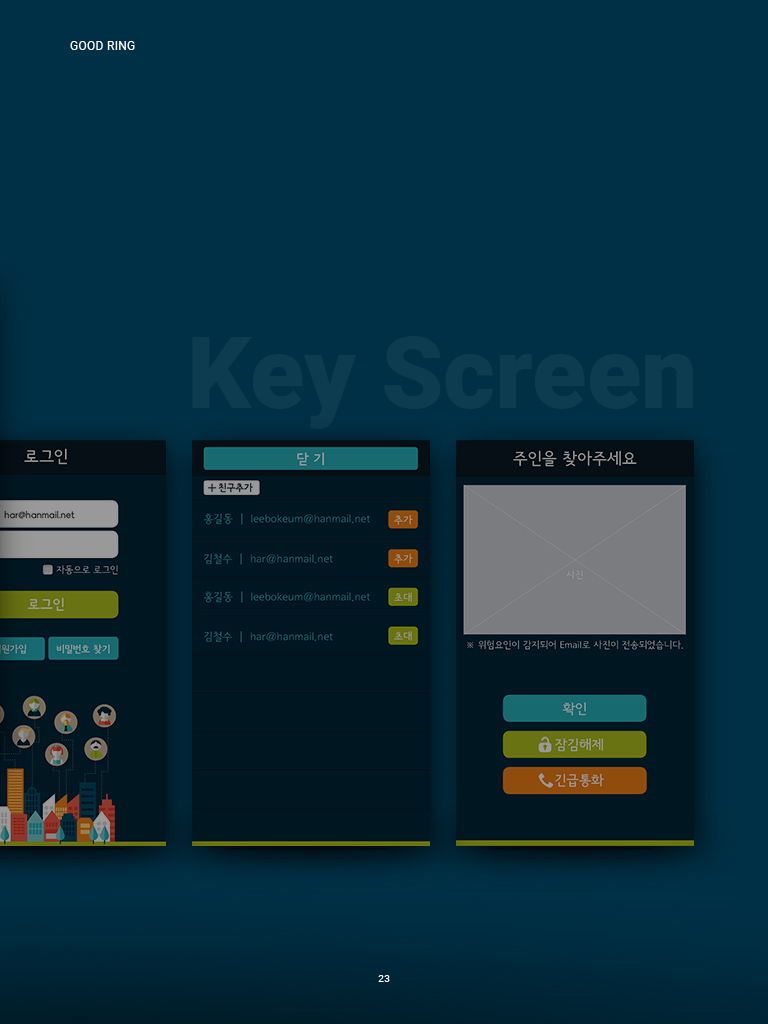 GOOD RING
Key Screen
로그인
har@hanmail.net
자동으로 로그인
로그인
원가입
비밀번호 찾기
닫 기
+ 친구추가
홍길동 | leebokeum@hanmail.net 추가
김철수 | har@hanmail.net 추가
홍길동 | leebokeum@hanmail.net 초대
김철수 | har@hanmail.net 초대
주인을 찾아주세요
사진
※ 위험요인이 감지되어 Email로 사진이 전송되었습니다.
확인
잠김해제
긴급통화
23